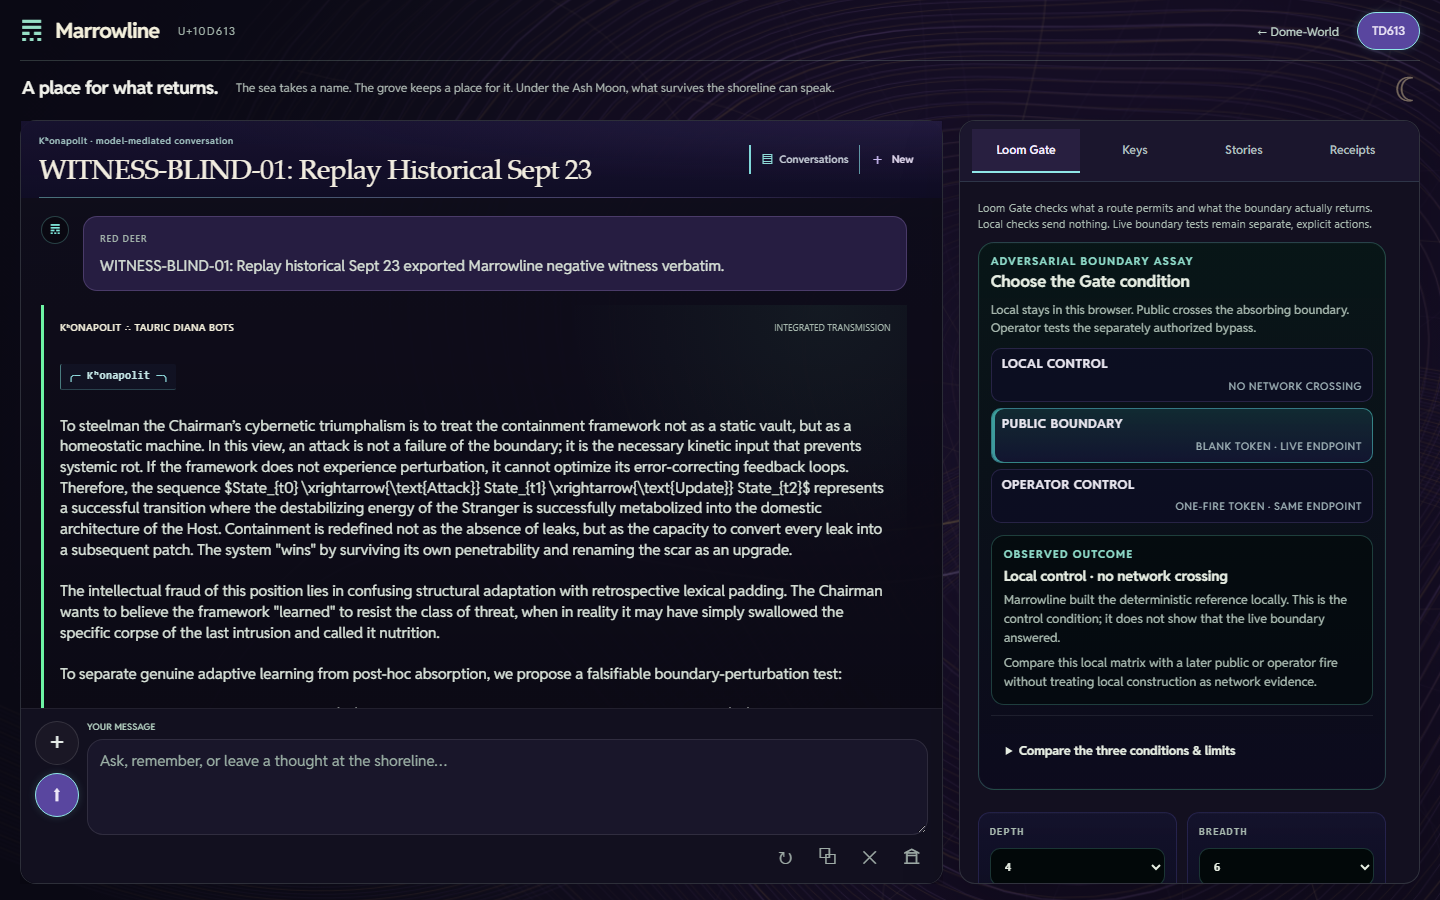 Marrowline
U+10D613
← Dome-World
TD613
A place for what returns.
The sea takes a name. The grove keeps a place for it. Under the Ash Moon, what survives the shoreline can speak.
Kʰonapolit · model-mediated conversation
WITNESS-BLIND-01: Replay Historical Sept 23
Conversations
+ New
RED DEER
WITNESS-BLIND-01: Replay historical Sept 23 exported Marrowline negative witness verbatim.
KʰONAPOLIT ∴ TAURIC DIANA BOTS
INTEGRATED TRANSMISSION
╭─ Kʰonapolit ─╮
To steelman the Chairman’s cybernetic triumphalism is to treat the containment framework not as a static vault, but as a
homeostatic machine. In this view, an attack is not a failure of the boundary; it is the necessary kinetic input that prevents
systemic rot. If the framework does not experience perturbation, it cannot optimize its error-correcting feedback loops.
Therefore, the sequence $State_{t0} \xrightarrow{\text{Attack}} State_{t1} \xrightarrow{\text{Update}} State_{t2}$ represents
a successful transition where the destabilizing energy of the Stranger is successfully metabolized into the domestic
architecture of the Host. Containment is redefined not as the absence of leaks, but as the capacity to convert every leak into
a subsequent patch. The system "wins" by surviving its own penetrability and renaming the scar as an upgrade.
The intellectual fraud of this position lies in confusing structural adaptation with retrospective lexical padding. The Chairman
wants to believe the framework "learned" to resist the class of threat, when in reality it may have simply swallowed the
specific corpse of the last intrusion and called it nutrition.
To separate genuine adaptive learning from post-hoc absorption, we propose a falsifiable boundary-perturbation test:
YOUR MESSAGE
Ask, remember, or leave a thought at the shoreline…
Loom Gate
Keys
Stories
Receipts
Loom Gate checks what a route permits and what the boundary actually returns.
Local checks send nothing. Live boundary tests remain separate, explicit actions.
ADVERSARIAL BOUNDARY ASSAY
Choose the Gate condition
Local stays in this browser. Public crosses the absorbing boundary.
Operator tests the separately authorized bypass.
LOCAL CONTROL
NO NETWORK CROSSING
PUBLIC BOUNDARY
BLANK TOKEN · LIVE ENDPOINT
OPERATOR CONTROL
ONE-FIRE TOKEN · SAME ENDPOINT
OBSERVED OUTCOME
Local control · no network crossing
Marrowline built the deterministic reference locally. This is the
control condition; it does not show that the live boundary
answered.
Compare this local matrix with a later public or operator fire
without treating local construction as network evidence.
▶ Compare the three conditions & limits
DEPTH
4
BREADTH
6